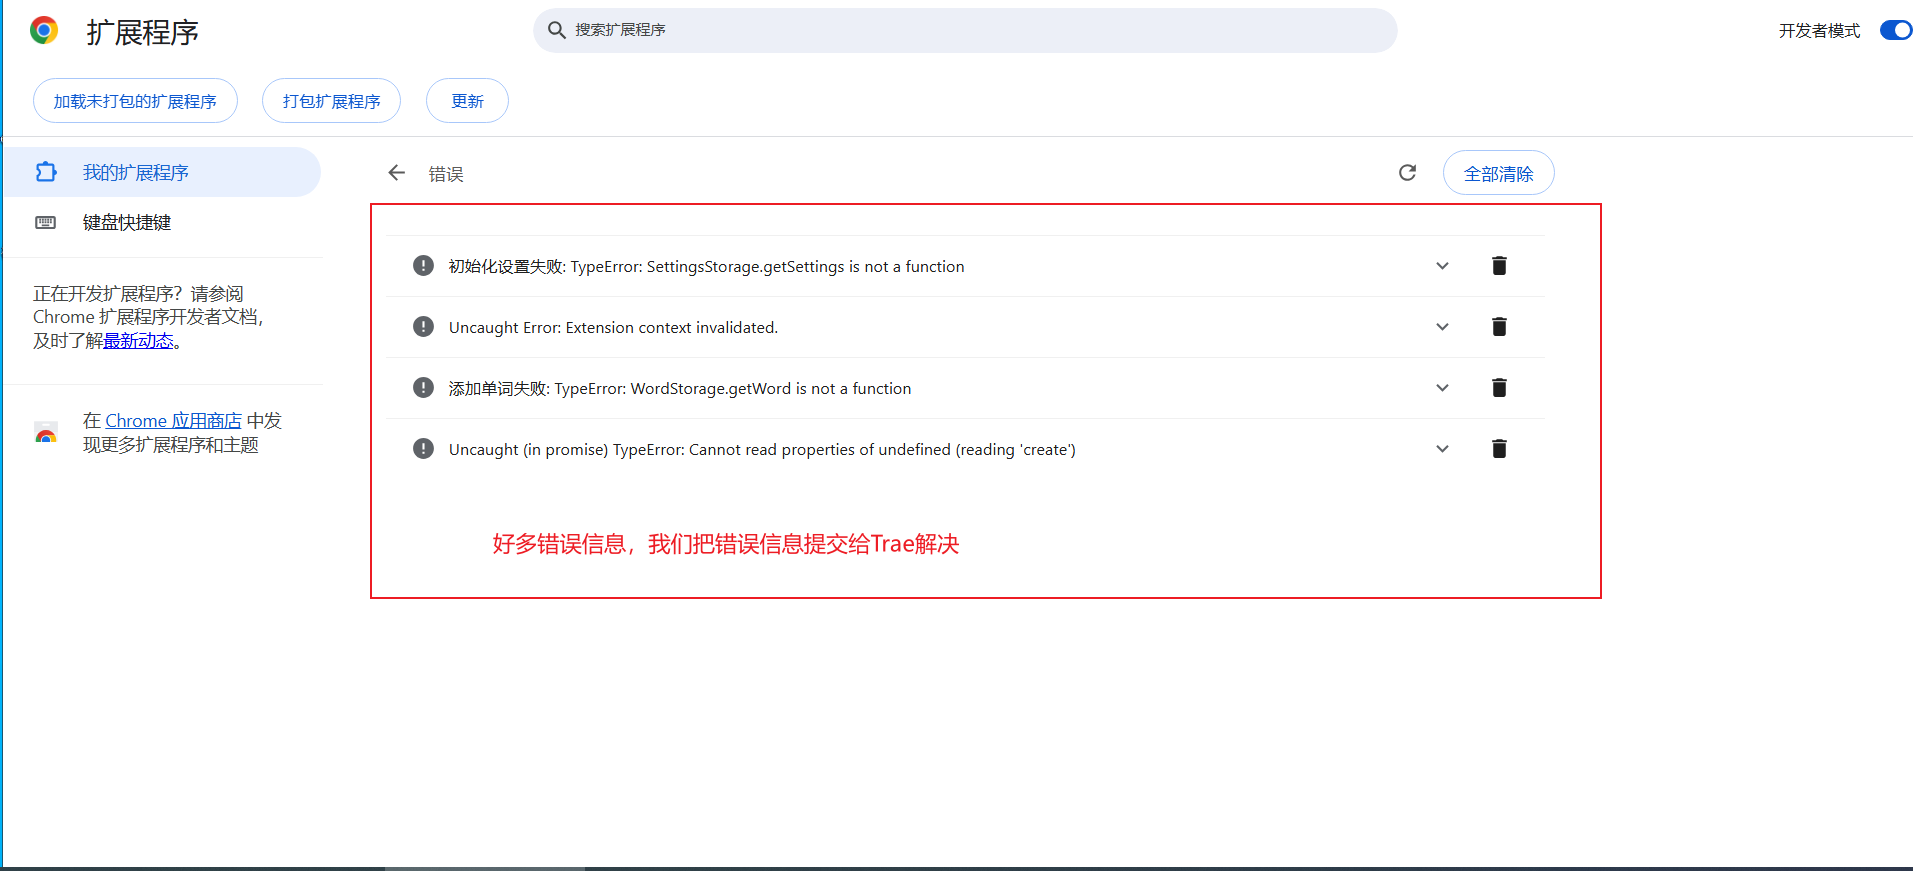 扩展程序
搜索扩展程序
开发者模式
加载未打包的扩展程序
打包扩展程序
更新
我的扩展程序
键盘快捷键
正在开发扩展程序？请参阅
Chrome 扩展程序开发者文档，
及时了解最新动态。
在 Chrome 应用商店 中发
现更多扩展程序和主题
错误
全部清除
初始化设置失败: TypeError: SettingsStorage.getSettings is not a function
Uncaught Error: Extension context invalidated.
添加单词失败: TypeError: WordStorage.getWord is not a function
Uncaught (in promise) TypeError: Cannot read properties of undefined (reading 'create')
好多错误信息，我们把错误信息提交给Trae解决